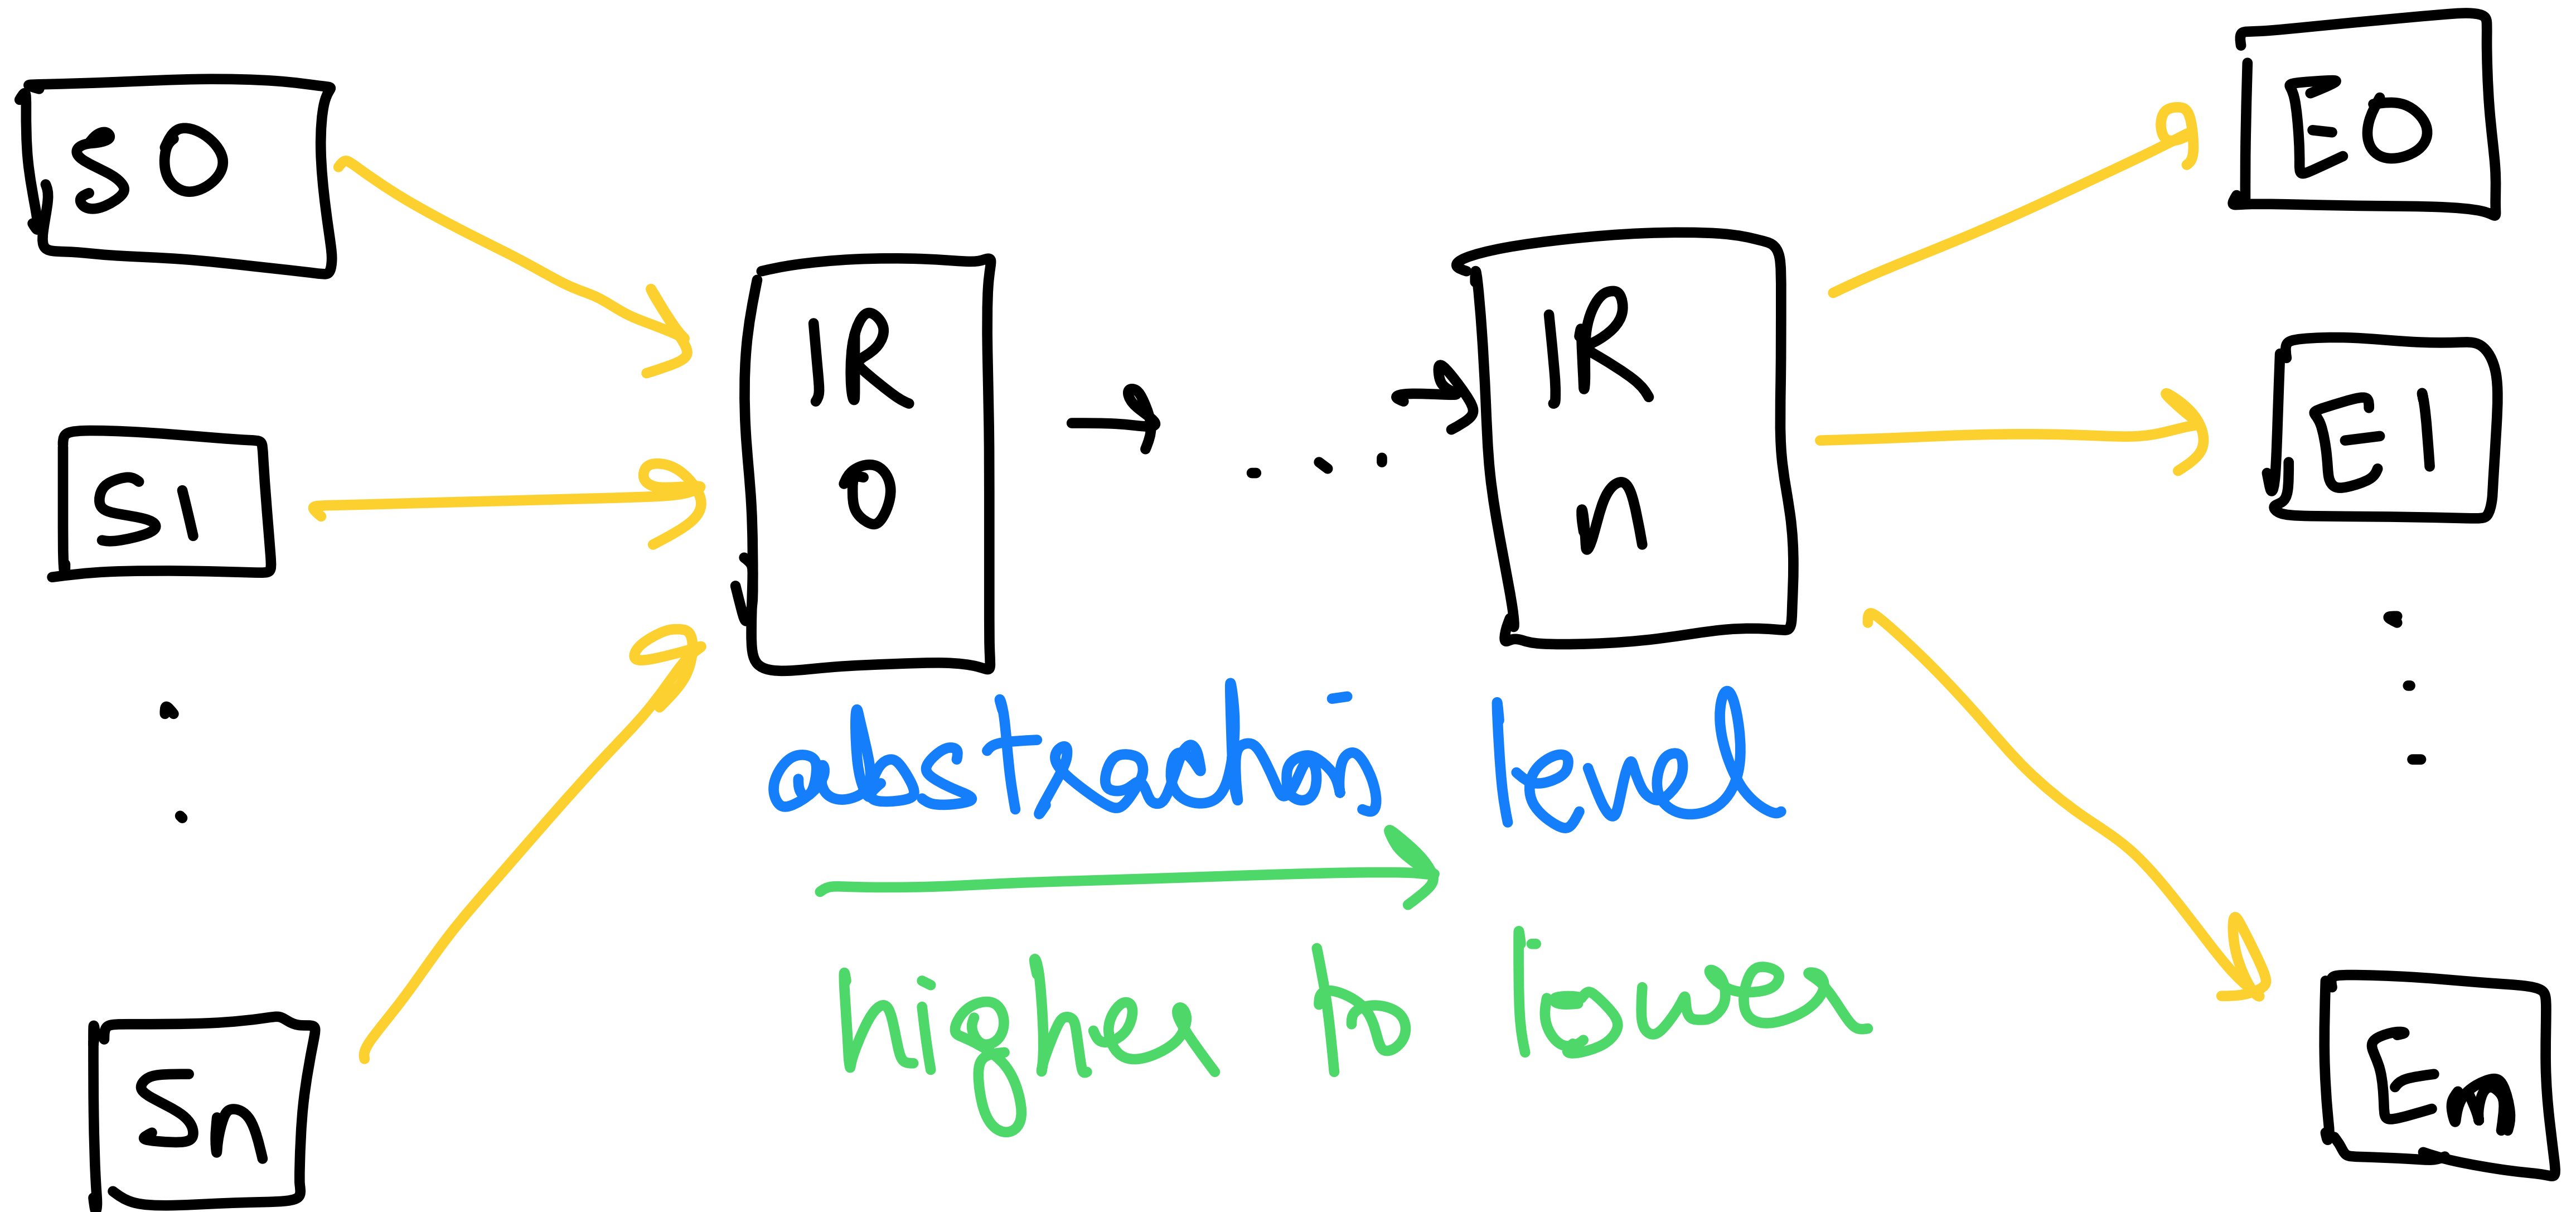 S0
S1
Sn
IR
0
...
IR
n
E0
E1
Em
abstraction level
higher to lower